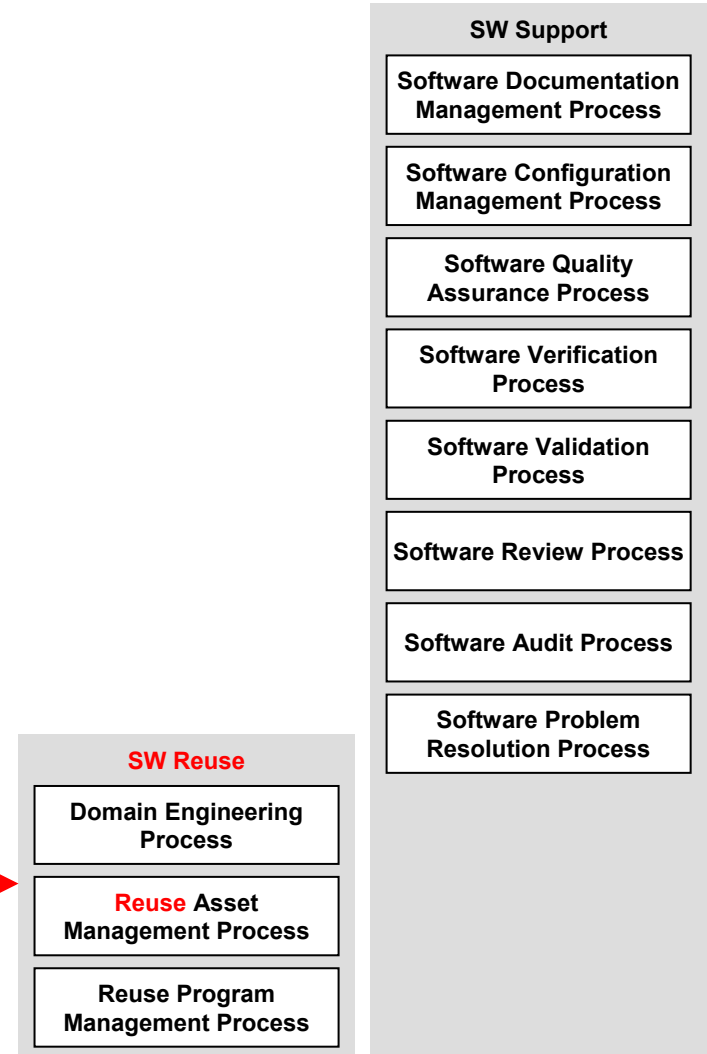 SW Support
Software Documentation
Management Process
Software Configuration
Management Process
Software Quality
Assurance Process
Software Verification
Process
Software Validation
Process
Software Review Process
Software Audit Process
Software Problem
Resolution Process
SW Reuse
Domain Engineering
Process
Reuse Asset
Management Process
Reuse Program
Management Process